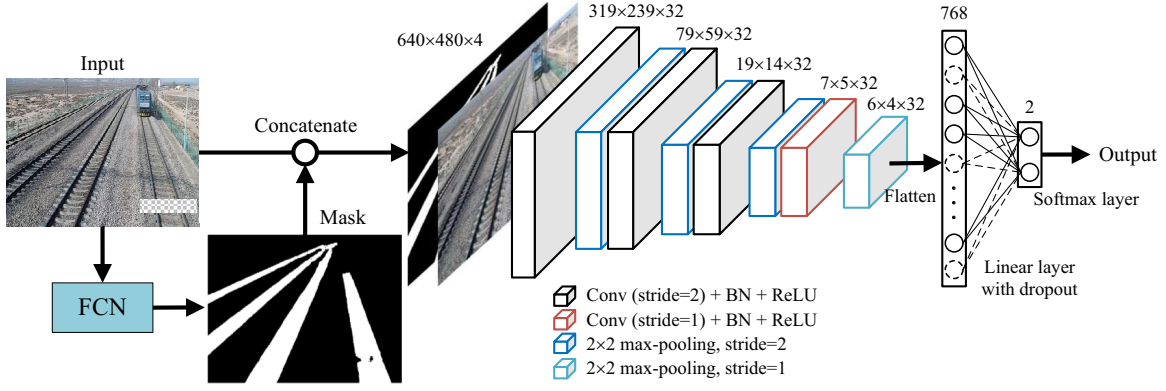 Input
FCN
Concatenate
Mask
640×480×4
319×239×32
79×59×32
19×14×32
7×5×32
6×4×32
Flatten
768
2
Output
Softmax layer
Linear layer
with dropout
Conv (stride=2) + BN + ReLU
Conv (stride=1) + BN + ReLU
2×2 max-pooling, stride=2
2×2 max-pooling, stride=1